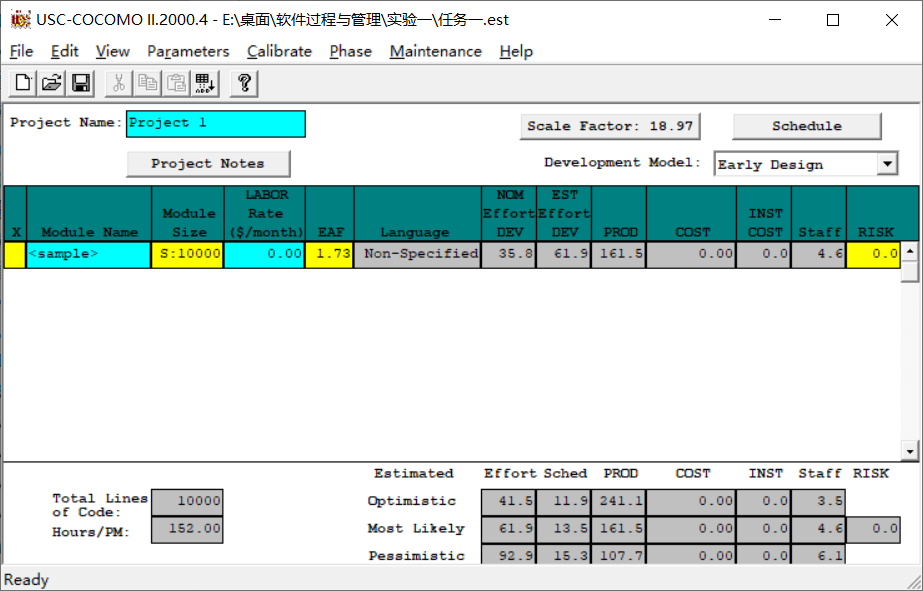 USC-COCOMO II.2000.4 - E:\桌面\软件过程与管理\实验一\任务一.est
File Edit View Parameters Calibrate Phase Maintenance Help
Project Name: Project 1 Scale Factor: 18.97 Schedule
Project Notes Development Model: Early Design
X Module Name Module Size LABOR Rate ($/month) EAF Language NOM Effort DEV EST Effort DEV PROD COST INST COST Staff RISK
<sample> S:10000 0.00 1.73 Non-Specified 35.8 61.9 161.5 0.00 0.0 4.6 0.0
Estimated Effort Sched PROD COST INST Staff RISK
Total Lines of Code: 10000 Optimistic 41.5 11.9 241.1 0.00 0.0 3.5
Hours/PM: 152.00 Most Likely 61.9 13.5 161.5 0.00 0.0 4.6 0.0
Pessimistic 92.9 15.3 107.7 0.00 0.0 6.1
Ready